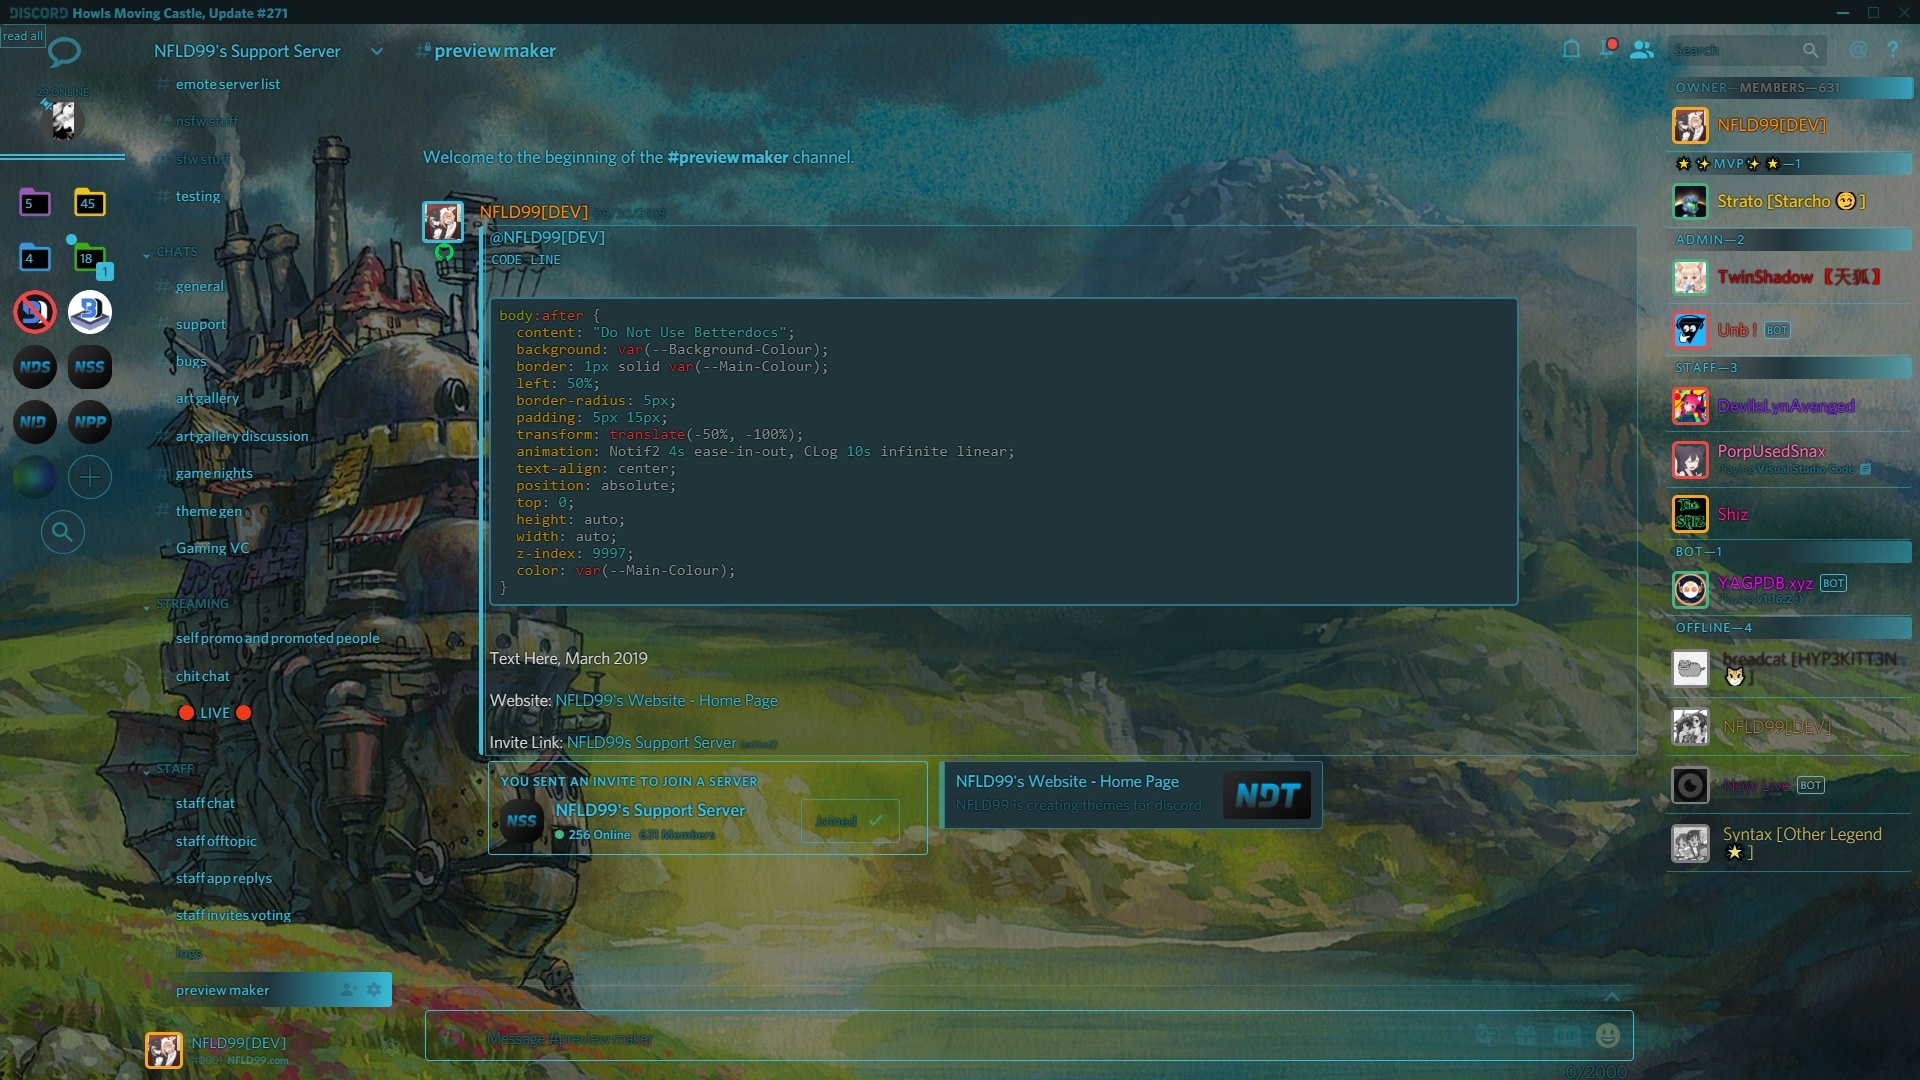 DISCORD Howls Moving Castle, Update #271
read all
29 ONLINE
5
45
4
18
1
NDS
NSS
NID
NPP
NFLD99's Support Server
# emote server list
nsfw stuff
# sfw stuff
# testing
CHATS
# general
# support
# bugs
# art gallery
# art gallery discussion
# game nights
# theme gen
Gaming VC
STREAMING
self promo and promoted people
chit chat
🔴 LIVE 🔴
STAFF
staff chat
staff offtopic
staff app replys
staff invites voting
logs
preview maker
NFLD99[DEV]
#0001 NFLD99.com
# preview maker
Search
@
?
Welcome to the beginning of the #preview maker channel.
NFLD99[DEV] 08/30/2018
@NFLD99[DEV]
CODE LINE
body:after {
content: "Do Not Use Betterdocs";
background: var(--Background-Colour);
border: 1px solid var(--Main-Colour);
left: 50%;
border-radius: 5px;
padding: 5px 15px;
transform: translate(-50%, -100%);
animation: Notif2 4s ease-in-out, CLog 10s infinite linear;
text-align: center;
position: absolute;
top: 0;
height: auto;
width: auto;
z-index: 9997;
color: var(--Main-Colour);
}
Text Here, March 2019
Website: NFLD99's Website - Home Page
Invite Link: NFLD99s Support Server (edited)
YOU SENT AN INVITE TO JOIN A SERVER
NSS
NFLD99's Support Server
256 Online 631 Members
Joined
NFLD99's Website - Home Page
NFLD99 is creating themes for discord.
NDT
Message #preview maker
GIF
0/2000
OWNER—MEMBERS—631
NFLD99[DEV]
🌟✨MVP✨🌟—1
Strato [Starcho 😏]
ADMIN—2
TwinShadow 【天狐】
Unb ! BOT
STAFF—3
DevilsLynAvenged
PorpUsedSnax
Playing Visual Studio Code
Shiz
BOT—1
YAGPDB.xyz BOT
Playing v1.16.2 :)
OFFLINE—4
breadcat [HYP3KITT3N
🐱]
NFLD99[DEV]
Now Live BOT
Syntax [Other Legend
🌟]